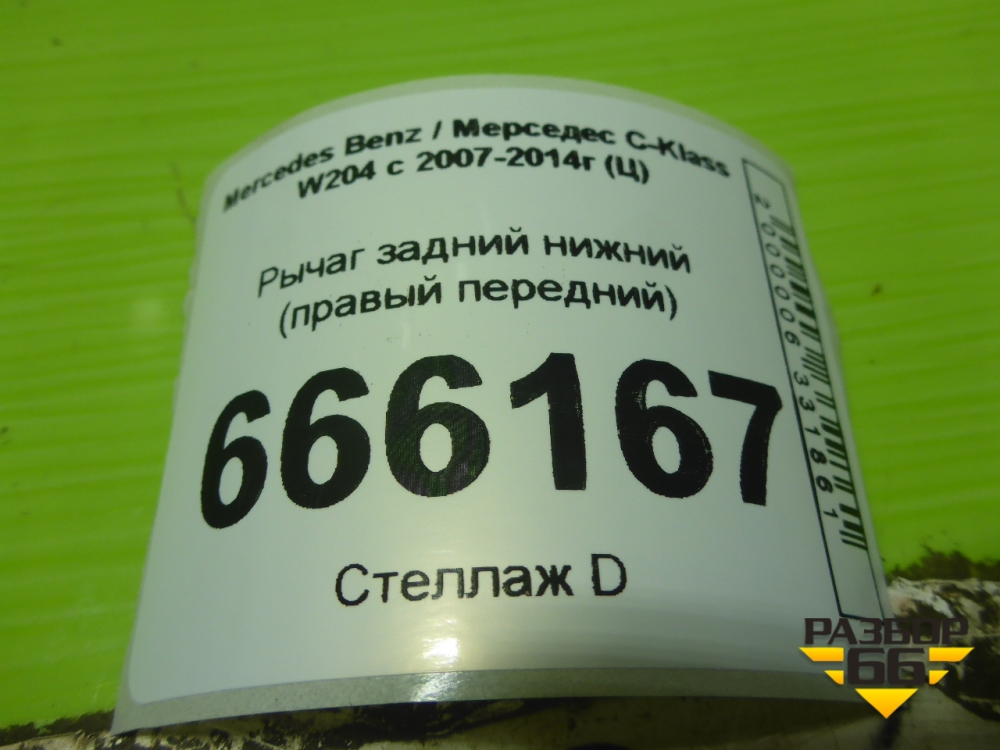 Mercedes Benz / Мерседес C-Klass
W204 с 2007-2014г (Ц)
Рычаг задний нижний
(правый передний)
666167
Стеллаж D
2000006331861
РАЗБОР
66